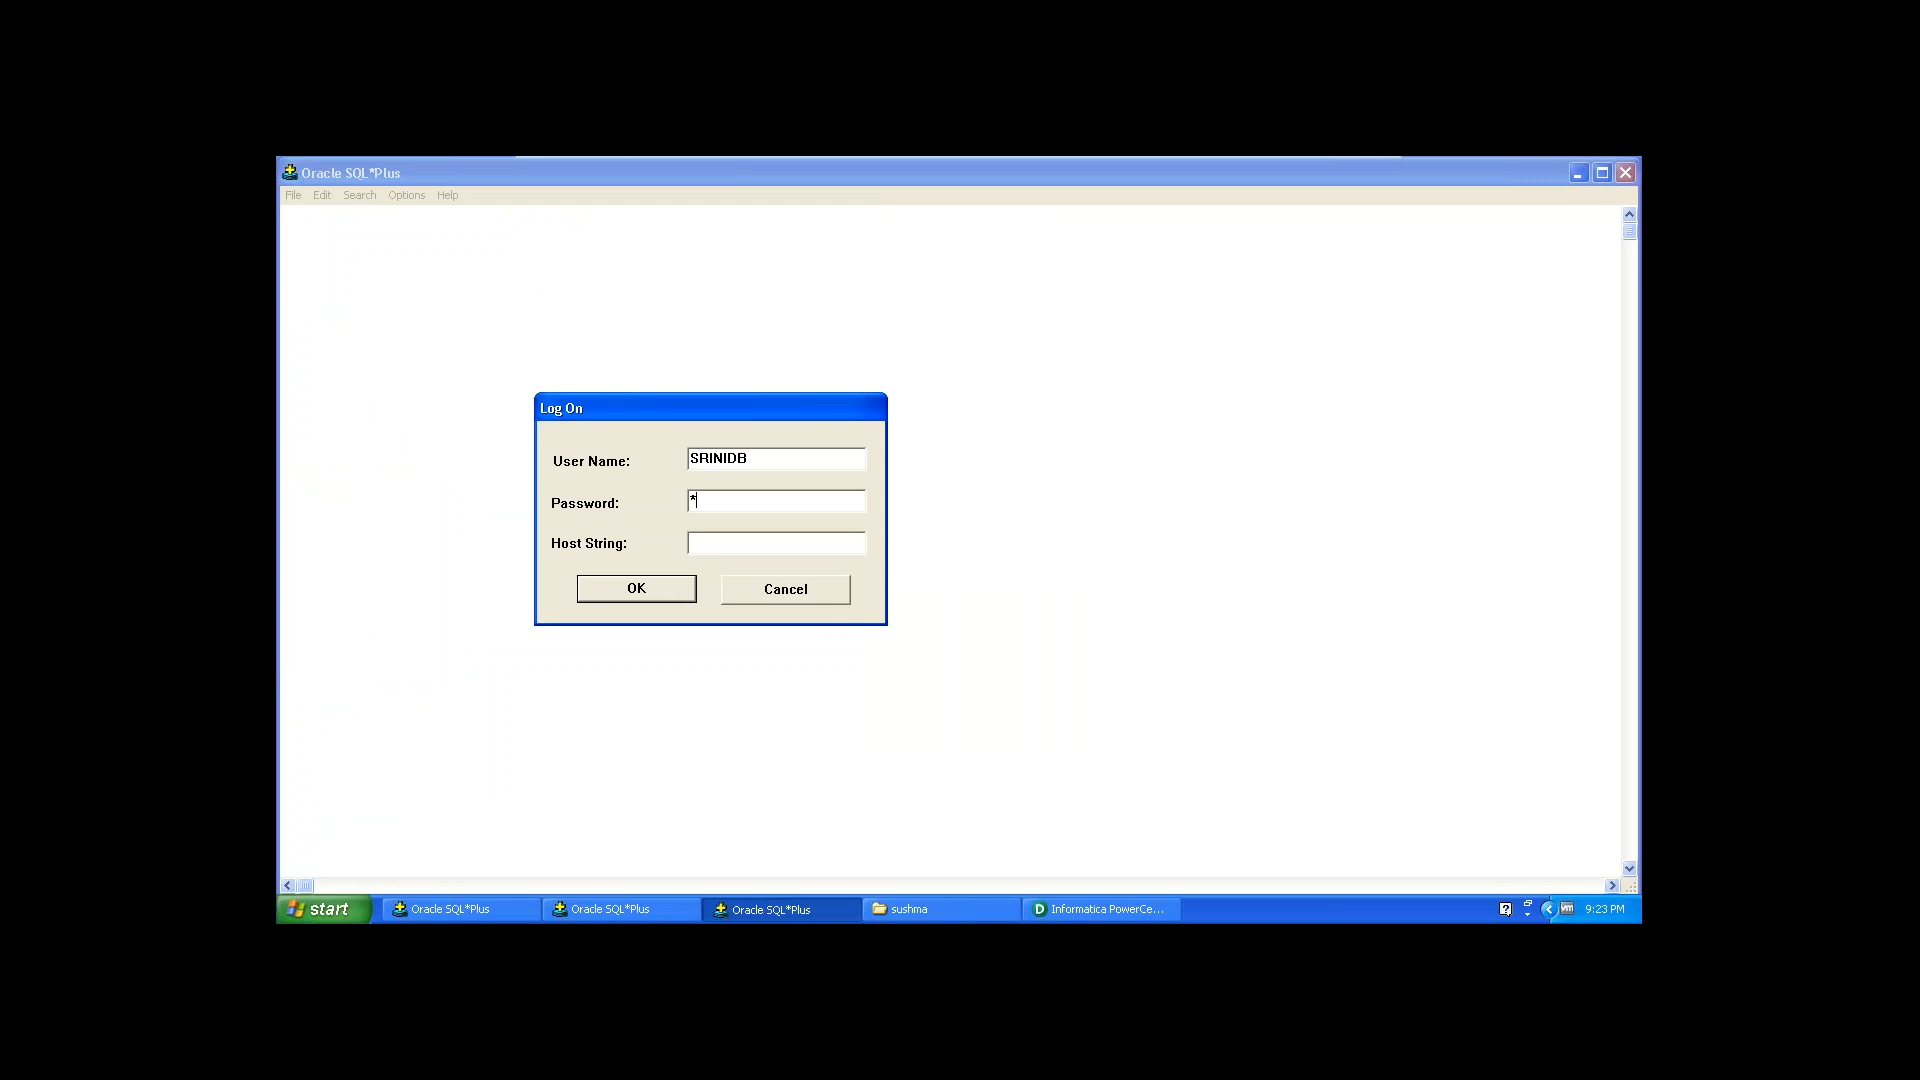 Oracle SQL*Plus
File Edit Search Options Help
Log On
User Name: SRINIDB
Password: *
Host String:
OK Cancel
start Oracle SQL*Plus Oracle SQL*Plus Oracle SQL*Plus sushma Informatica PowerCe... 9:23 PM